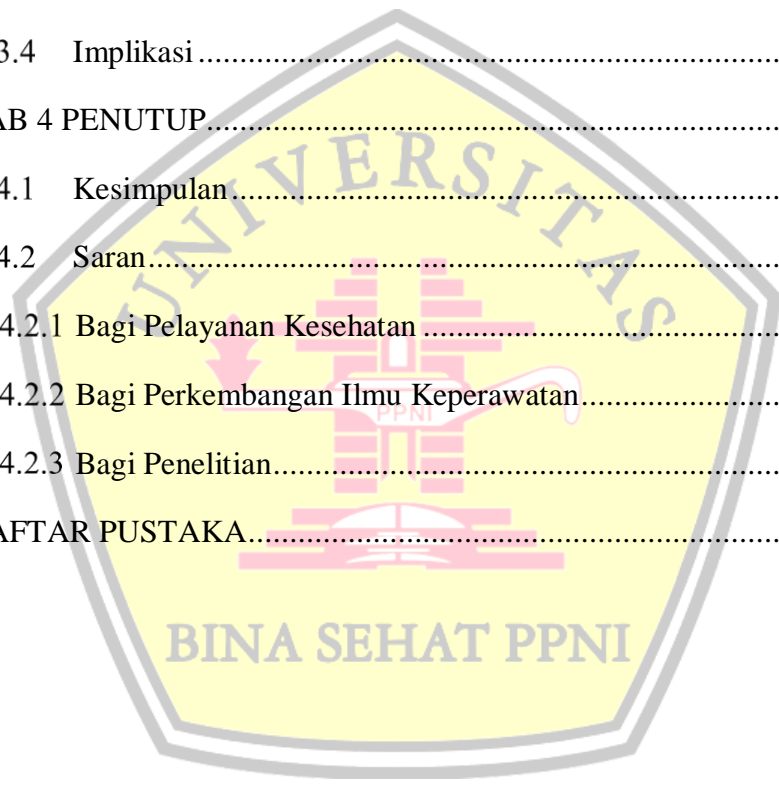 3.4 Implikasi ........................................................................
AB 4 PENUTUP........................................................................
4.1 Kesimpulan........................................................................
4.2 Saran........................................................................
4.2.1 Bagi Pelayanan Kesehatan ............................................
4.2.2 Bagi Perkembangan Ilmu Keperawatan........................
4.2.3 Bagi Penelitian................................................................
AFTAR PUSTAKA................................................................
UNIVERSITAS
PPNI
BINA SEHAT PPNI